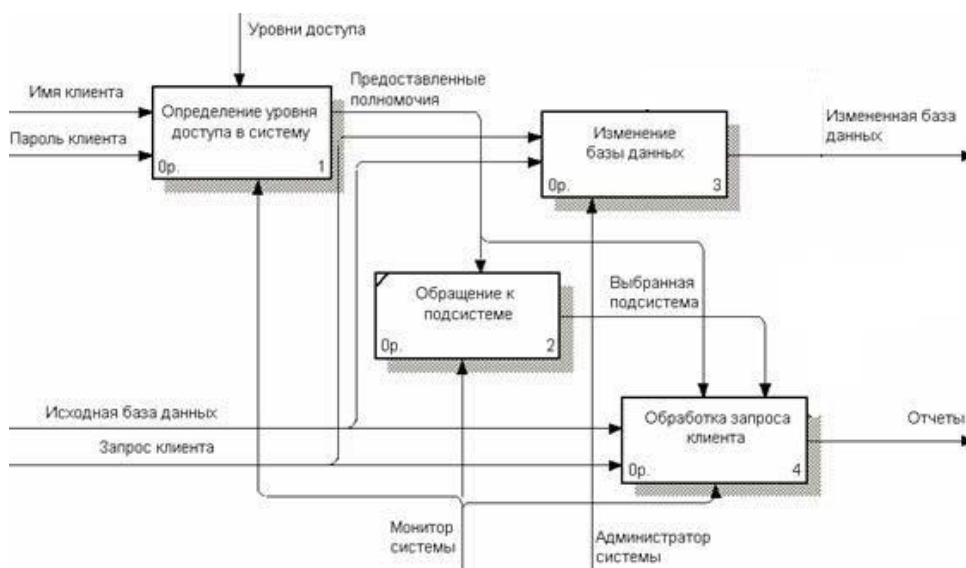 Уровни доступа
Имя клиента
Пароль клиента
Определение уровня
доступа в систему
0р. 1
Предоставленные
полномочия
Изменение
базы данных
0р. 3
Измененная база
данных
Обращение к
подсистеме
0р. 2
Выбранная
подсистема
Исходная база данных
Запрос клиента
Обработка запроса
клиента
0р. 4
Отчеты
Монитор
системы
Администратор
системы